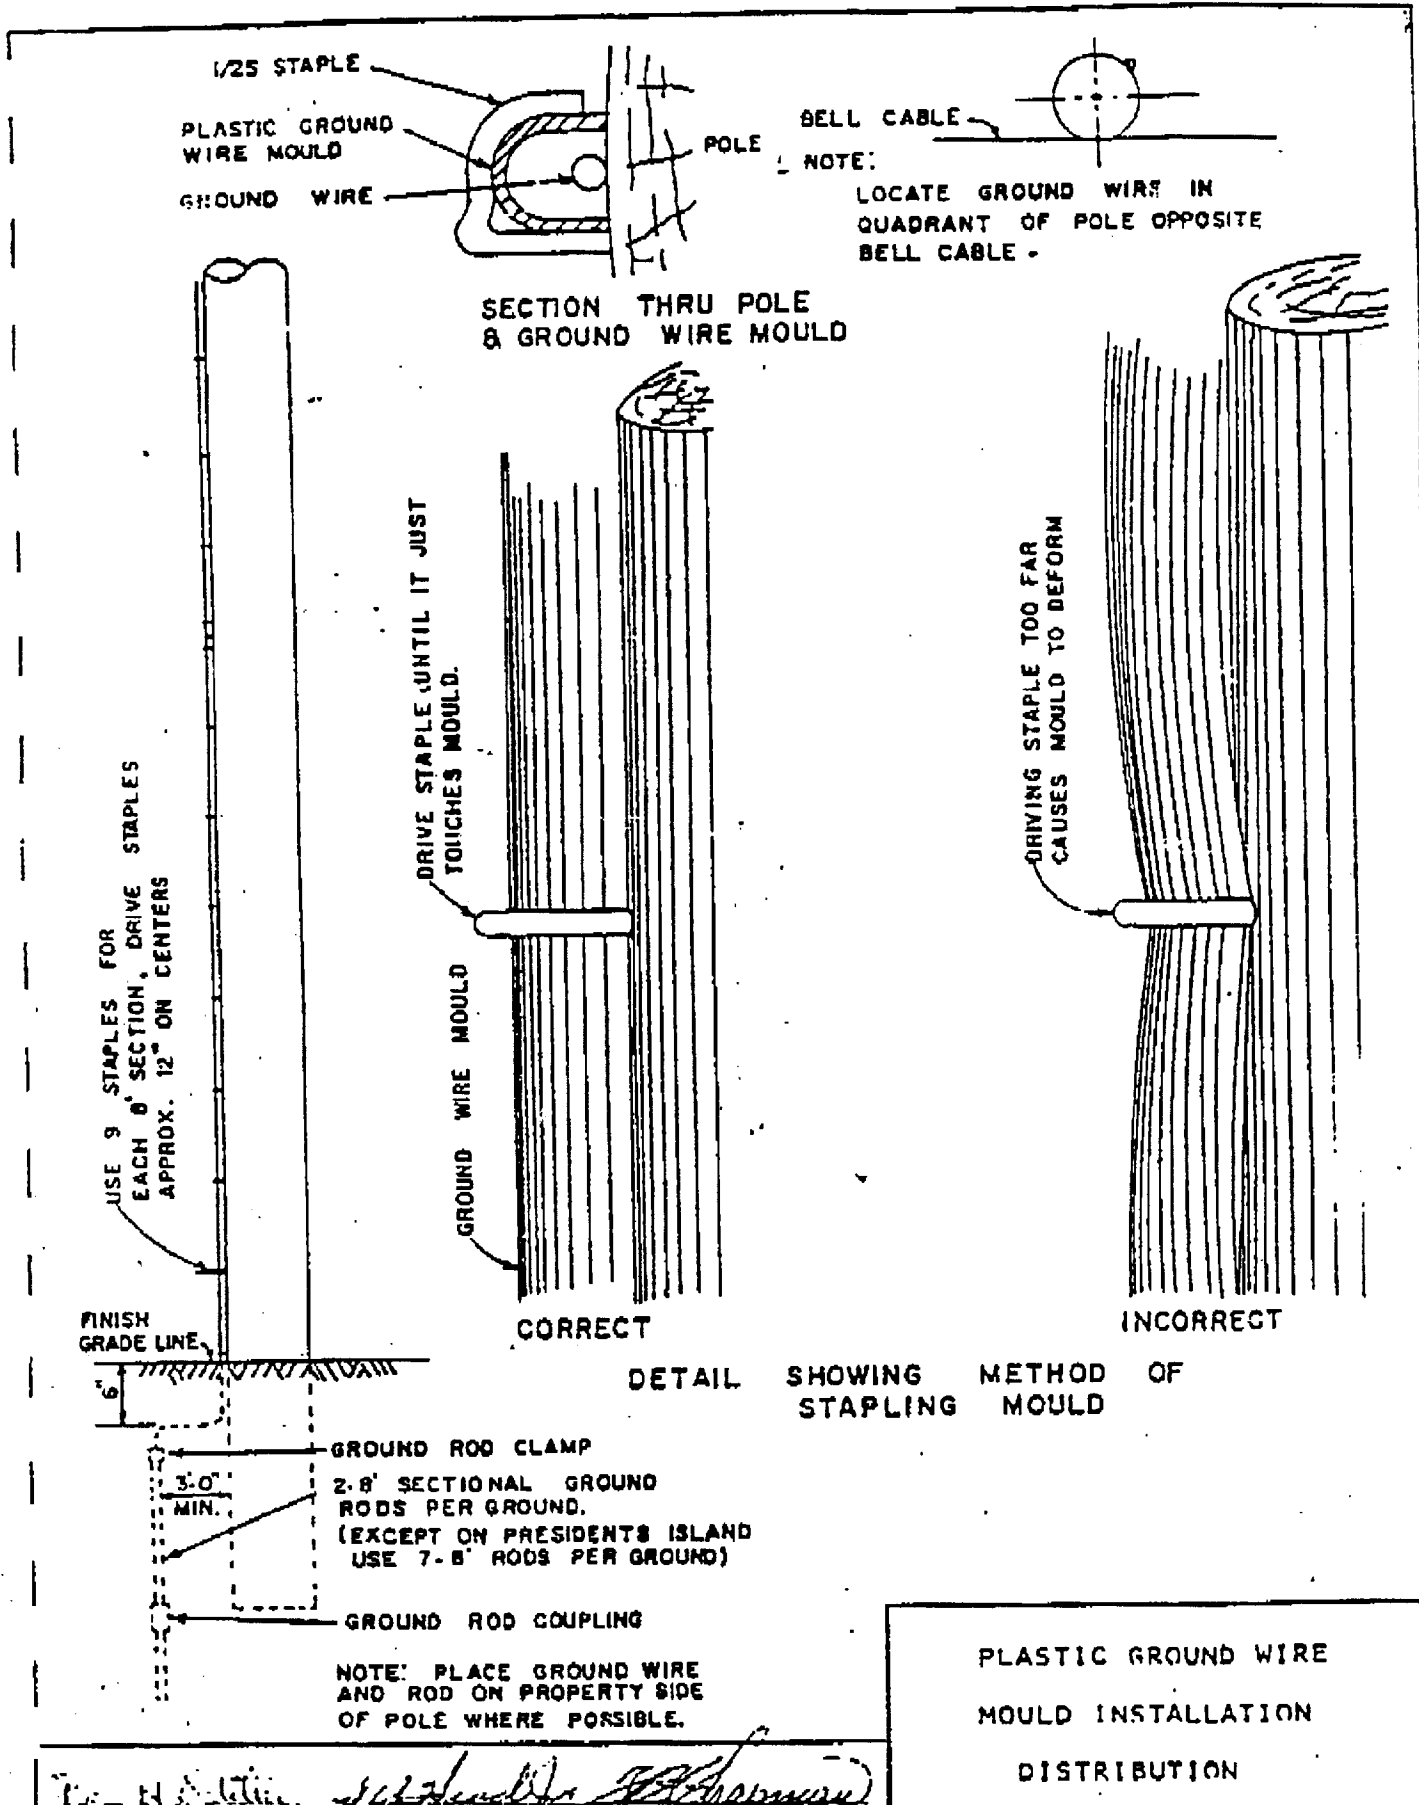 1/25 STAPLE
PLASTIC GROUND
WIRE MOULD
GROUND WIRE
POLE
BELL CABLE
NOTE:
LOCATE GROUND WIRE IN
QUADRANT OF POLE OPPOSITE
BELL CABLE.
SECTION THRU POLE
& GROUND WIRE MOULD
USE 9 STAPLES FOR
EACH 8' SECTION, DRIVE STAPLES
APPROX. 12" ON CENTERS
DRIVE STAPLE UNTIL IT JUST
TOUCHES MOULD.
GROUND WIRE MOULD
DRIVING STAPLE TOO FAR
CAUSES MOULD TO DEFORM
CORRECT
INCORRECT
DETAIL SHOWING METHOD OF
STAPLING MOULD
FINISH
GRADE LINE
6"
GROUND ROD CLAMP
3'-0"
MIN.
2-8' SECTIONAL GROUND
RODS PER GROUND.
(EXCEPT ON PRESIDENTS ISLAND
USE 7-8' RODS PER GROUND)
GROUND ROD COUPLING
NOTE: PLACE GROUND WIRE
AND ROD ON PROPERTY SIDE
OF POLE WHERE POSSIBLE.
PLASTIC GROUND WIRE
MOULD INSTALLATION
DISTRIBUTION